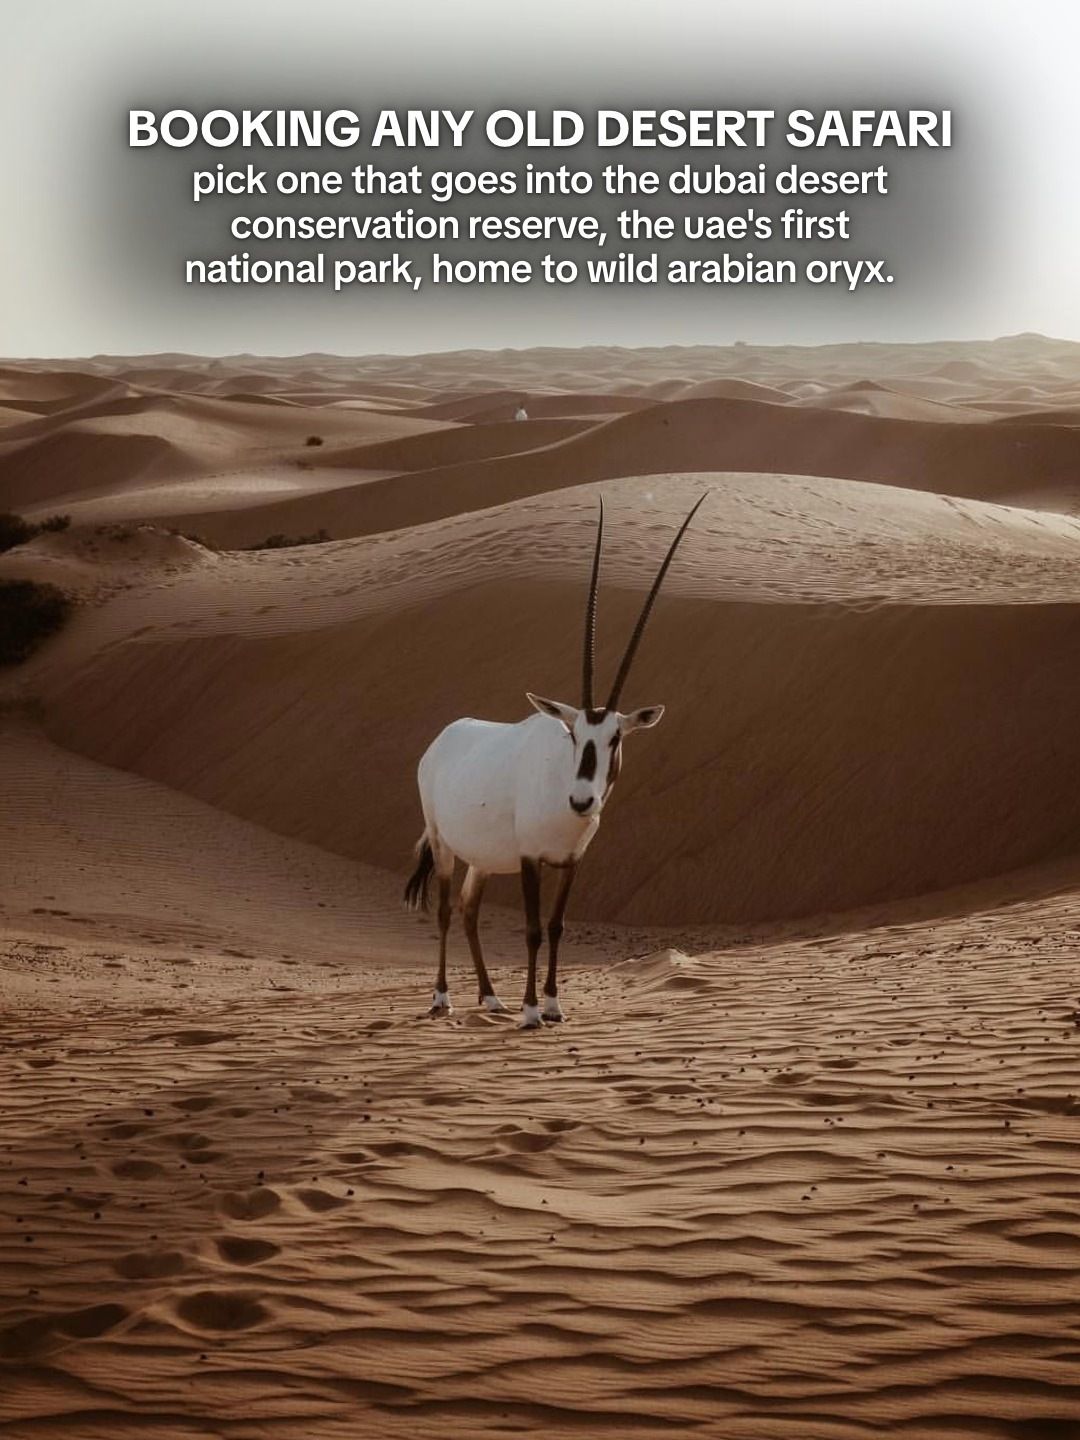 BOOKING ANY OLD DESERT SAFARI
pick one that goes into the dubai desert
conservation reserve, the uae's first
national park, home to wild arabian oryx.